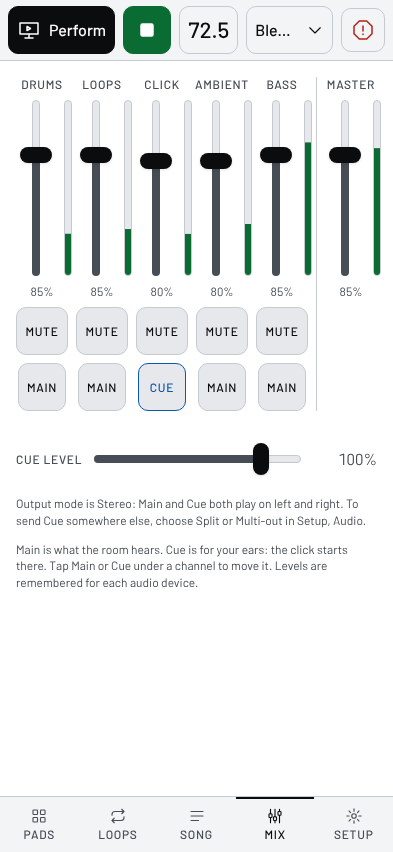 Perform
72.5
Ble...
DRUMS LOOPS CLICK AMBIENT BASS MASTER
85% 85% 80% 80% 85% 85%
MUTE MUTE MUTE MUTE MUTE
MAIN MAIN CUE MAIN MAIN
CUE LEVEL 100%
Output mode is Stereo: Main and Cue both play on left and right. To
send Cue somewhere else, choose Split or Multi-out in Setup, Audio.
Main is what the room hears. Cue is for your ears: the click starts
there. Tap Main or Cue under a channel to move it. Levels are
remembered for each audio device.
PADS LOOPS SONG MIX SETUP